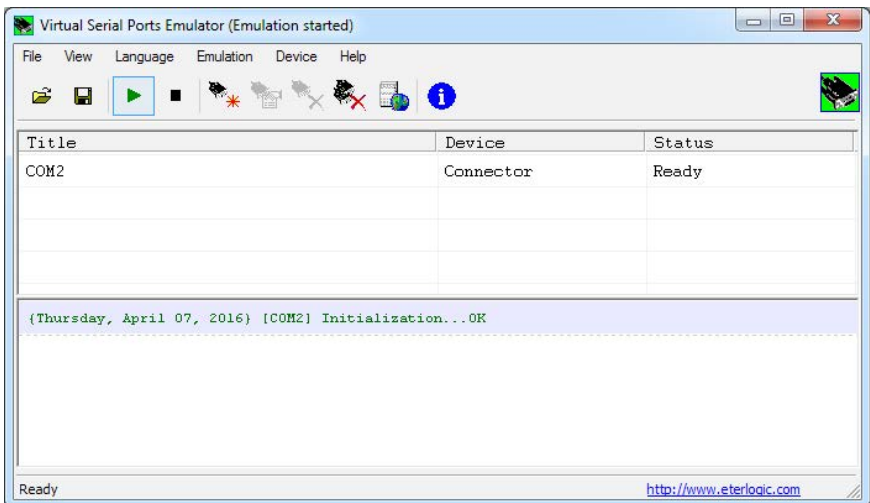 Virtual Serial Ports Emulator (Emulation started)
File View Language Emulation Device Help
Title Device Status
COM2 Connector Ready
{Thursday, April 07, 2016} [COM2] Initialization...OK
Ready http://www.eterlogic.com